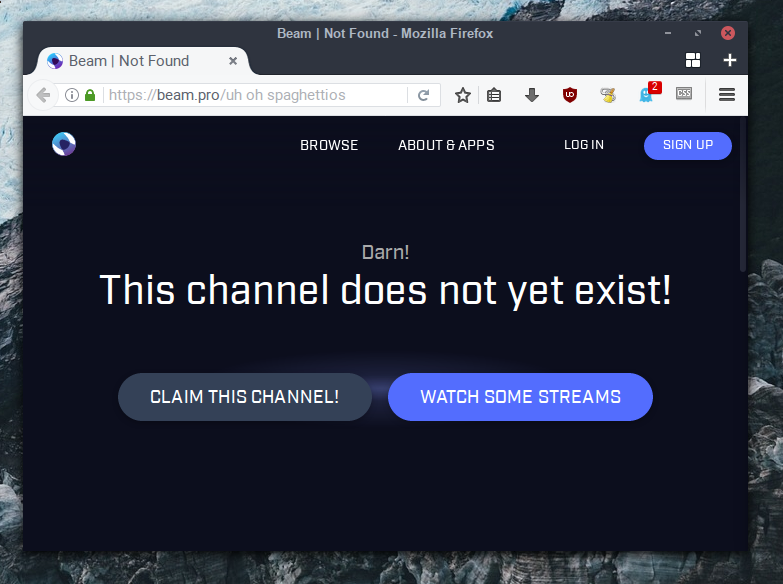 Beam | Not Found - Mozilla Firefox
Beam | Not Found
https://beam.pro/uh oh spaghettios
UO
2
CSS
BROWSE ABOUT & APPS LOG IN SIGN UP
Darn!
This channel does not yet exist!
CLAIM THIS CHANNEL! WATCH SOME STREAMS